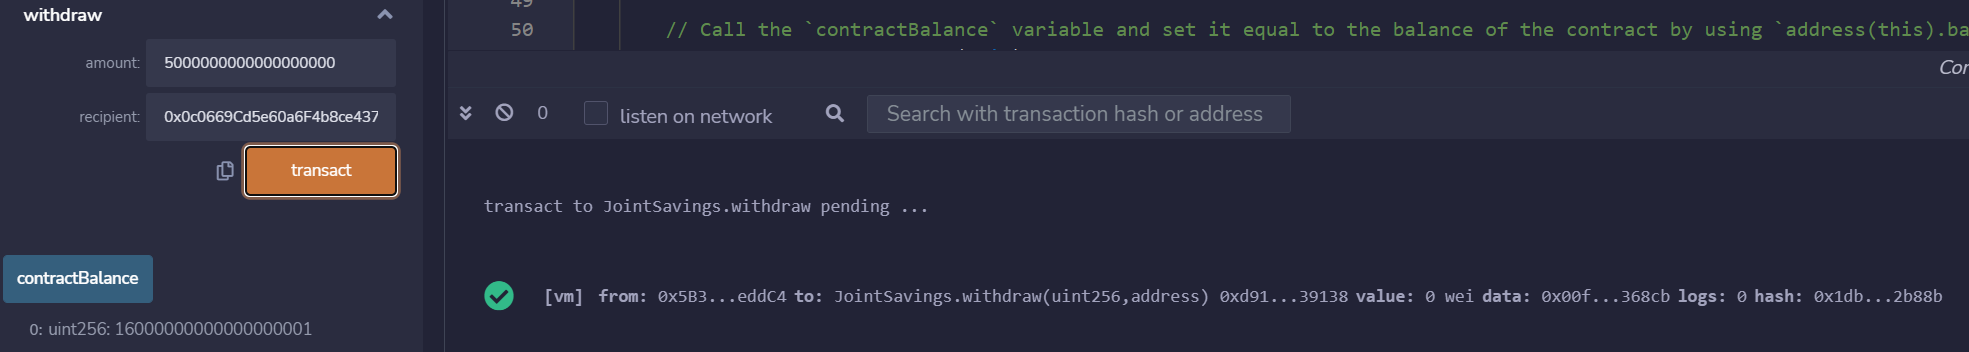 withdraw
amount:
5000000000000000000
recipient:
0x0c0669Cd5e60a6F4b8ce437
transact
contractBalance
0: uint256: 16000000000000000001
49
50 // Call the `contractBalance` variable and set it equal to the balance of the contract by using `address(this).ba
Cor
0 listen on network Search with transaction hash or address
transact to JointSavings.withdraw pending ...
[vm] from: 0x5B3...eddC4 to: JointSavings.withdraw(uint256,address) 0xd91...39138 value: 0 wei data: 0x00f...368cb logs: 0 hash: 0x1db...2b88b